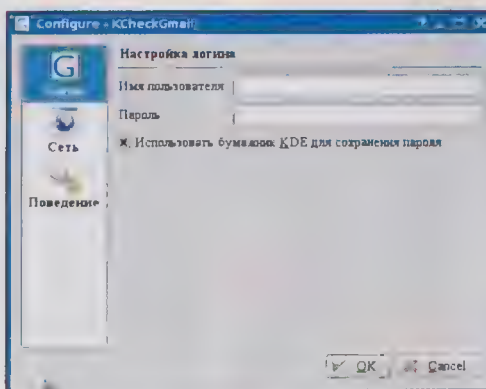 Configure - KCheckGmail
Настройка логина
Имя пользователя
Пароль
Использовать бумажник KDE для сохранения пароля
Сеть
Поведение
OK
Cancel